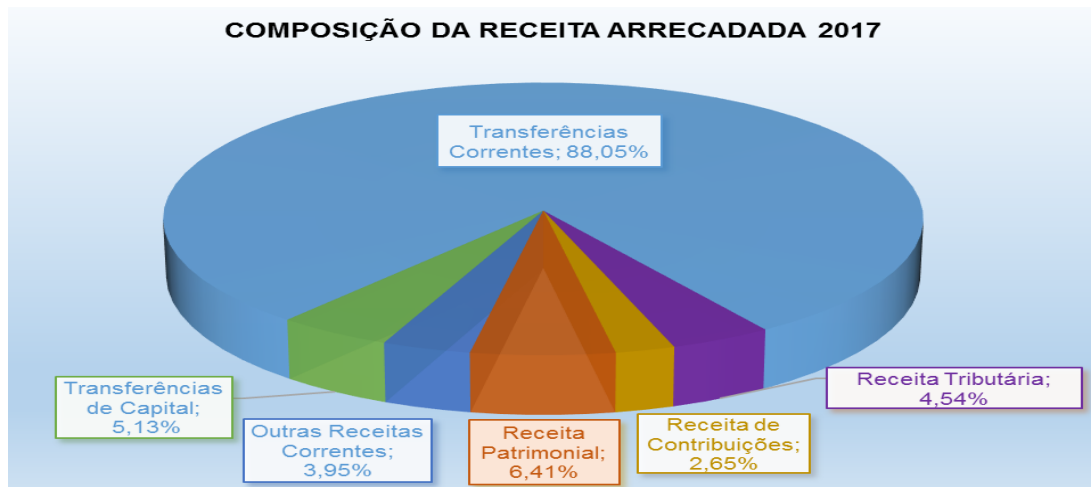 COMPOSIÇÃO DA RECEITA ARRECADADA 2017
Transferências
Correntes; 88,05%
Transferências
de Capital;
5,13%
Outras Receitas
Correntes;
3,95%
Receita
Patrimonial;
6,41%
Receita de
Contribuições;
2,65%
Receita Tributária;
4,54%